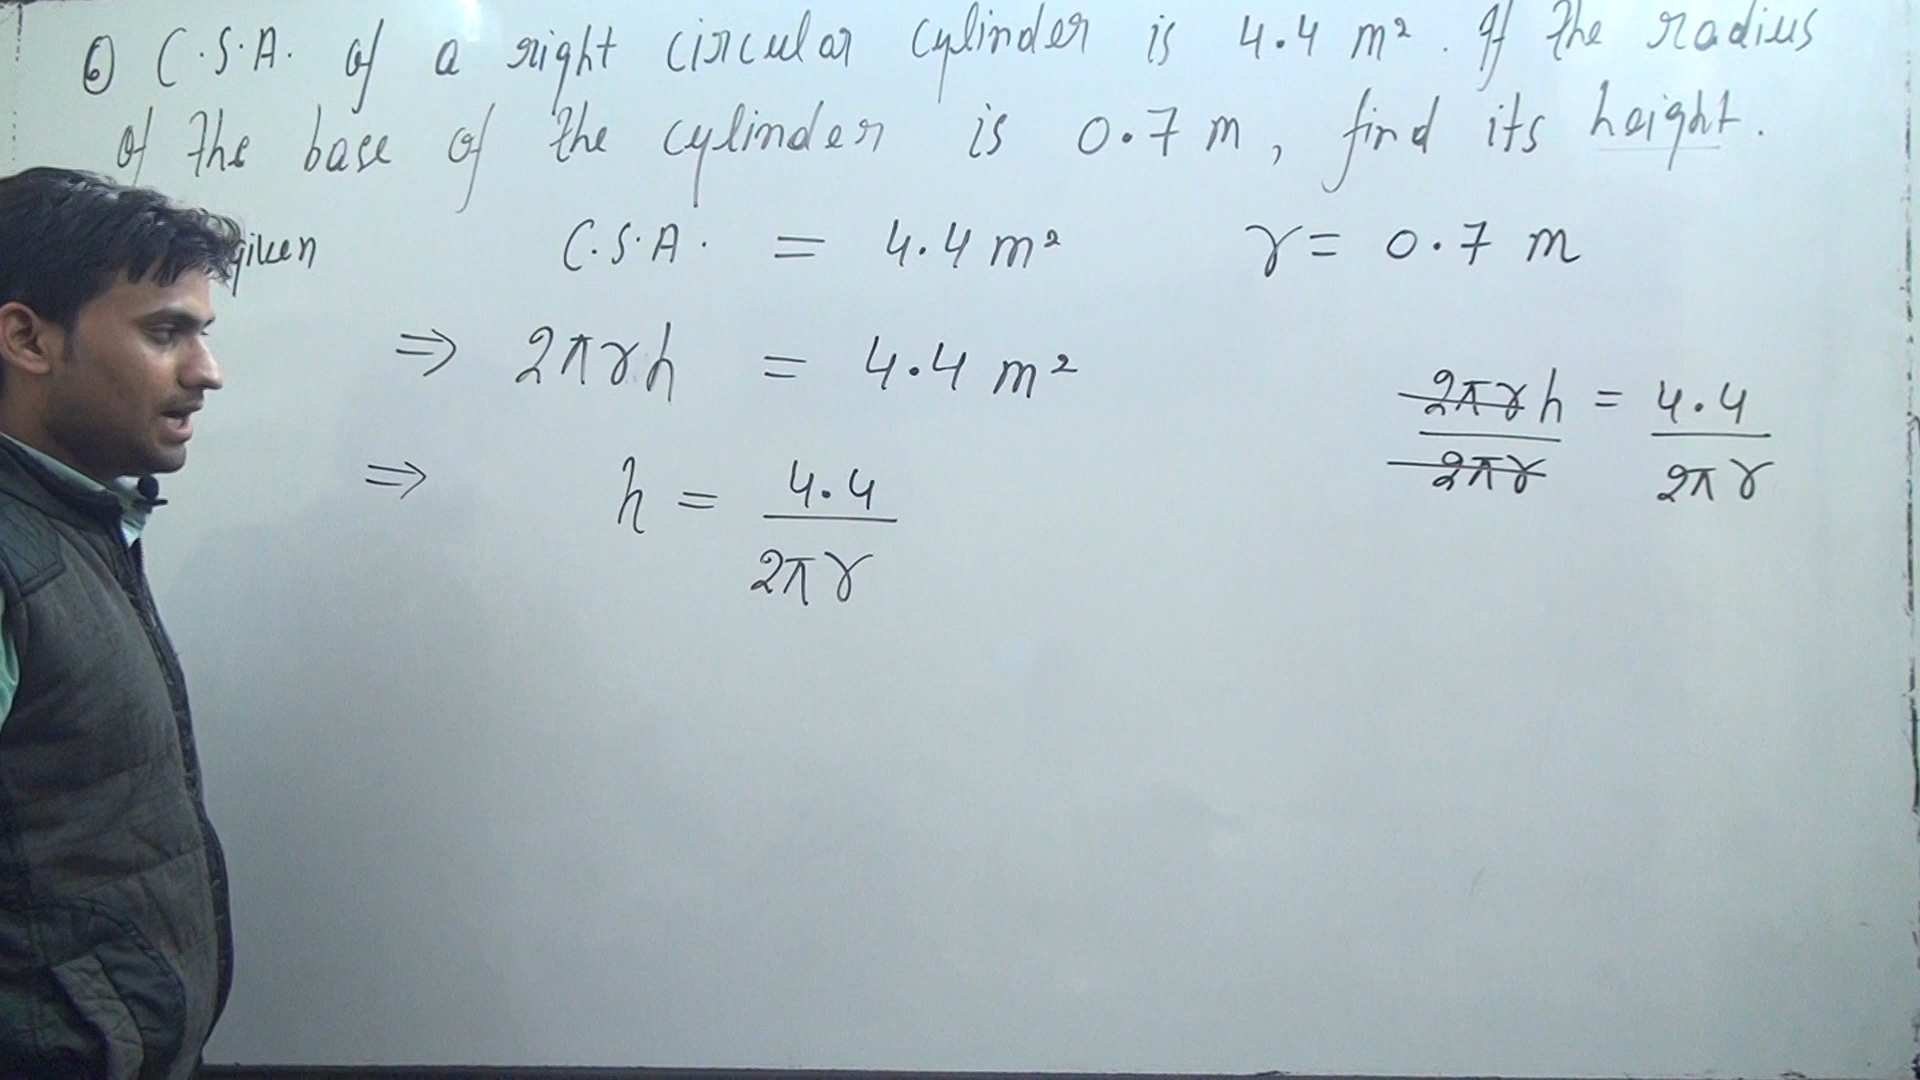 6 C.S.A. of a right circular cylinder is 4.4 m². If the radius
of the base of the cylinder is 0.7 m, find its height.
given C.S.A. = 4.4 m² r = 0.7 m
⇒ 2πrh = 4.4 m²
2πrh / 2πr = 4.4 / 2πr
⇒ h = 4.4 / 2πr